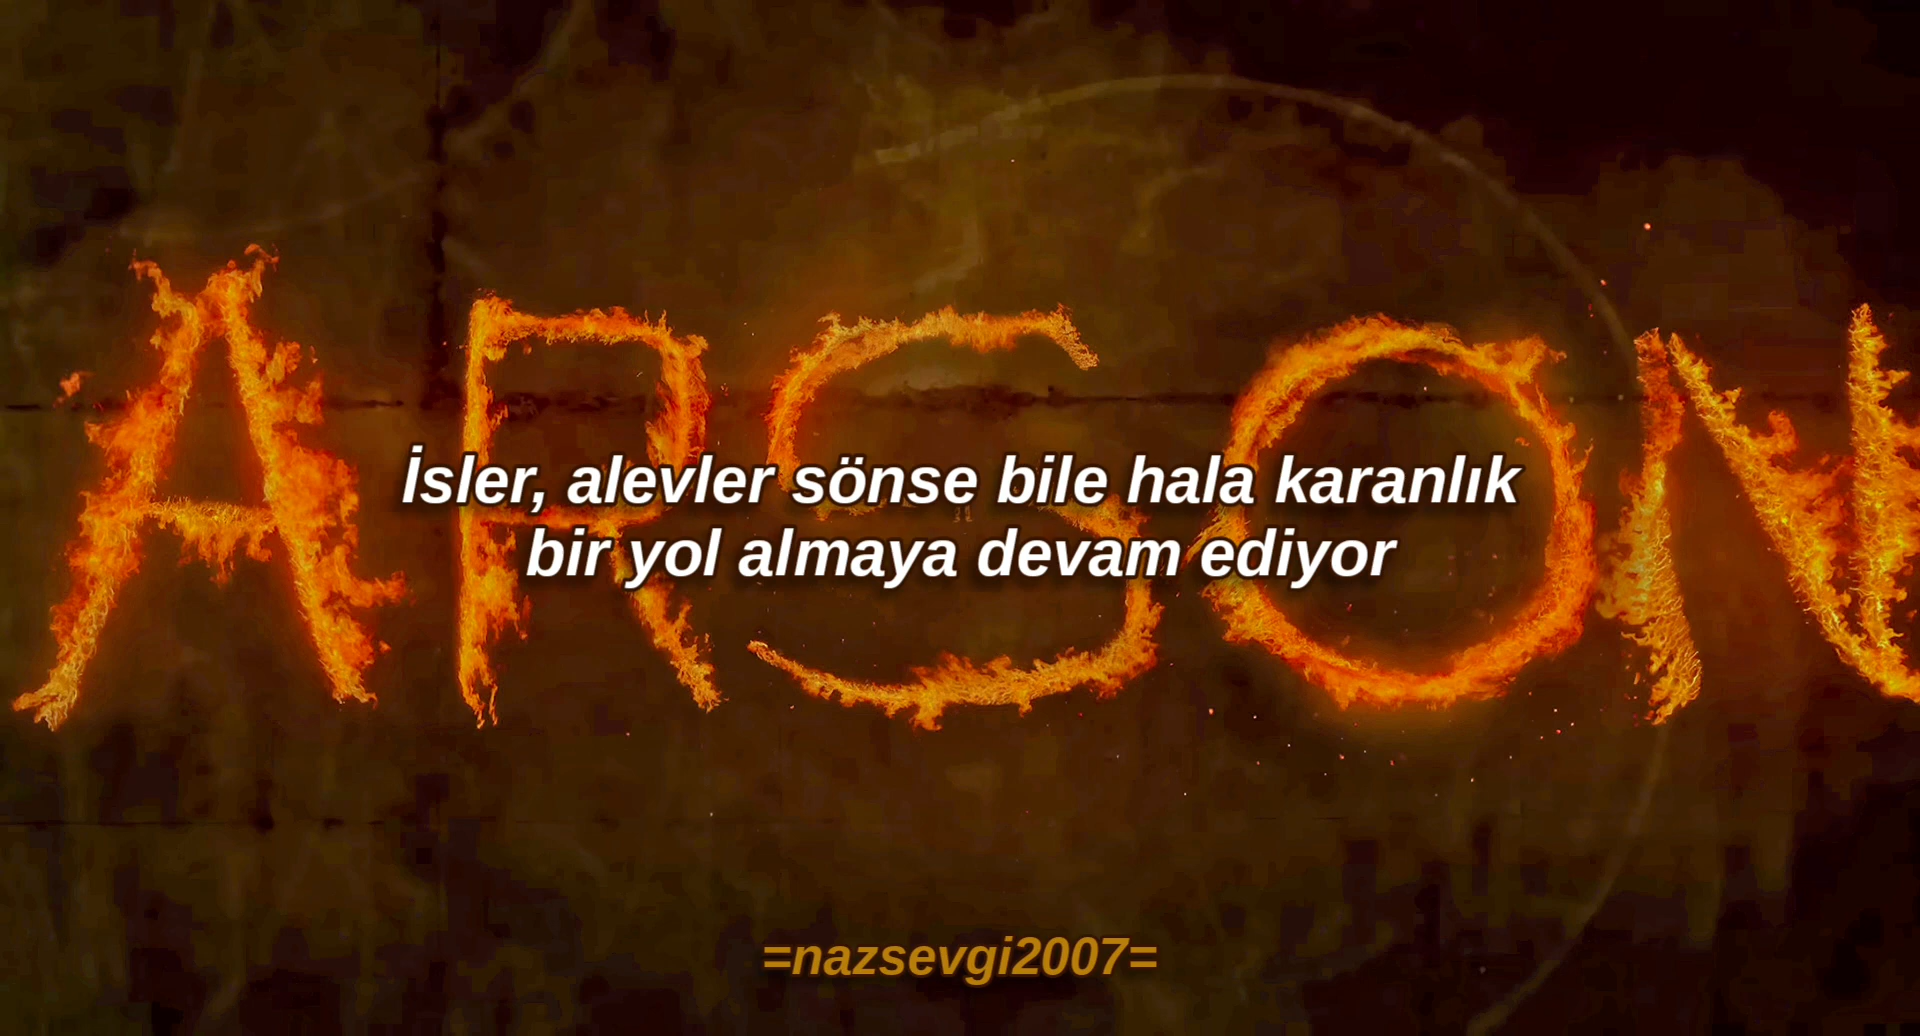 ARSON
İsler, alevler sönse bile hala karanlık
bir yol almaya devam ediyor
=nazsevgi2007=